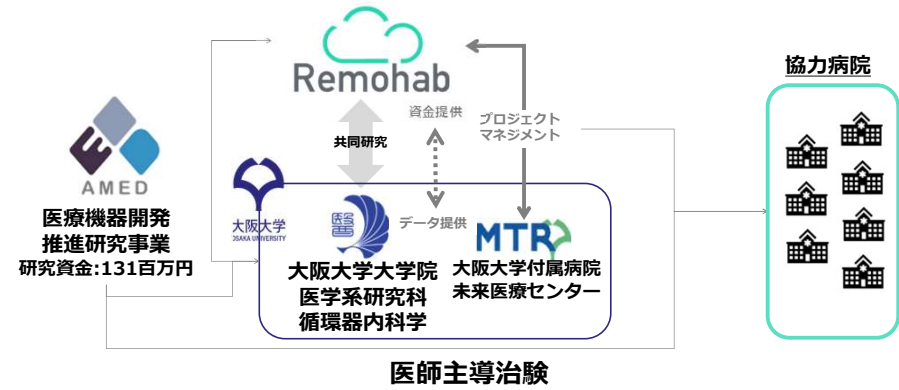 Remohab
協力病院
資金提供
プロジェクト
マネジメント
共同研究
AMED
医療機器開発
推進研究事業
研究資金:131百万円
大阪大学
OSAKA UNIVERSITY
醫
データ提供
MTR
大阪大学大学院
医学系研究科
循環器内科学
大阪大学付属病院
未来医療センター
医師主導治験